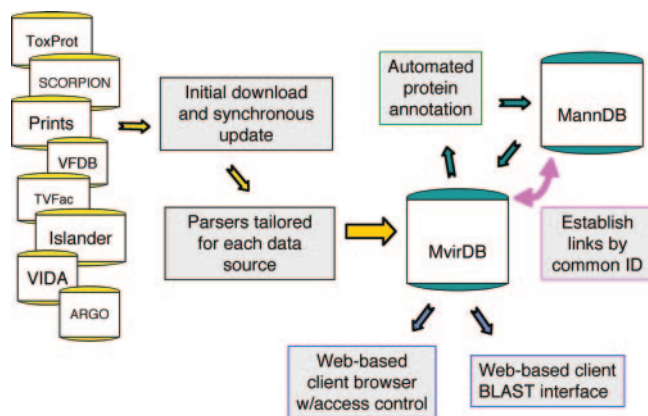 ToxProt
SCORPION
Prints
VFDB
TVFac
Islander
VIDA
ARGO
Initial download
and synchronous
update
Parsers tailored
for each data
source
Automated
protein
annotation
MannDB
MvirDB
Establish
links by
common ID
Web-based
client browser
w/access control
Web-based client
BLAST interface